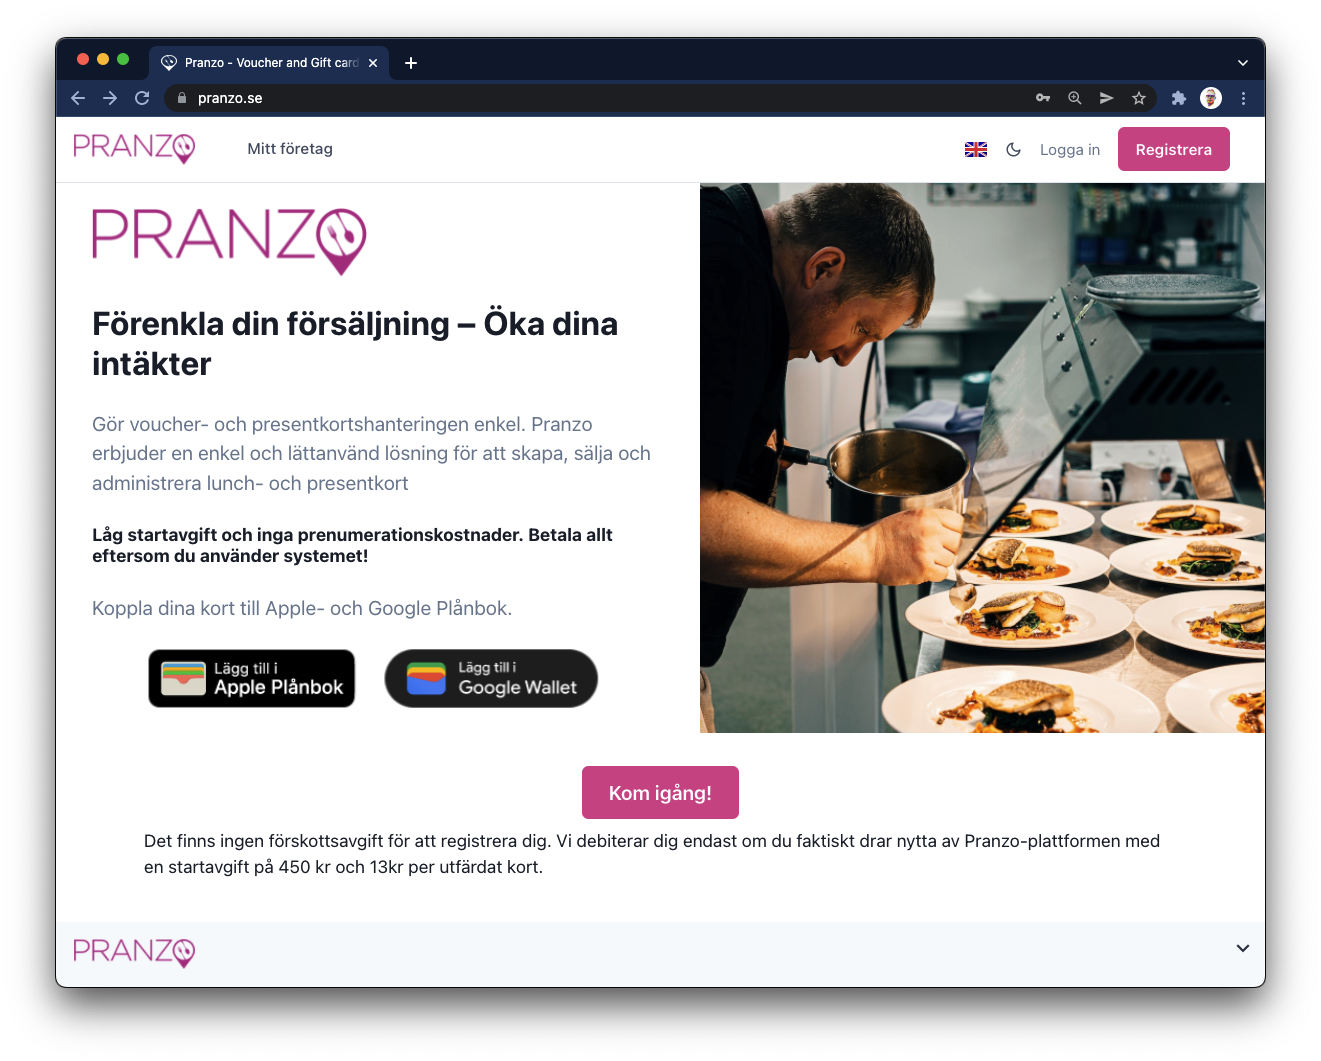 Pranzo - Voucher and Gift card
pranzo.se
PRANZO
Mitt företag
Logga in
Registrera
PRANZO
Förenkla din försäljning – Öka dina
intäkter
Gör voucher- och presentkortshanteringen enkel. Pranzo
erbjuder en enkel och lättanvänd lösning för att skapa, sälja och
administrera lunch- och presentkort
Låg startavgift och inga prenumerationskostnader. Betala allt
eftersom du använder systemet!
Koppla dina kort till Apple- och Google Plånbok.
Lägg till i
Apple Plånbok
Lägg till i
Google Wallet
Kom igång!
Det finns ingen förskottsavgift för att registrera dig. Vi debiterar dig endast om du faktiskt drar nytta av Pranzo-plattformen med
en startavgift på 450 kr och 13kr per utfärdat kort.
PRANZO